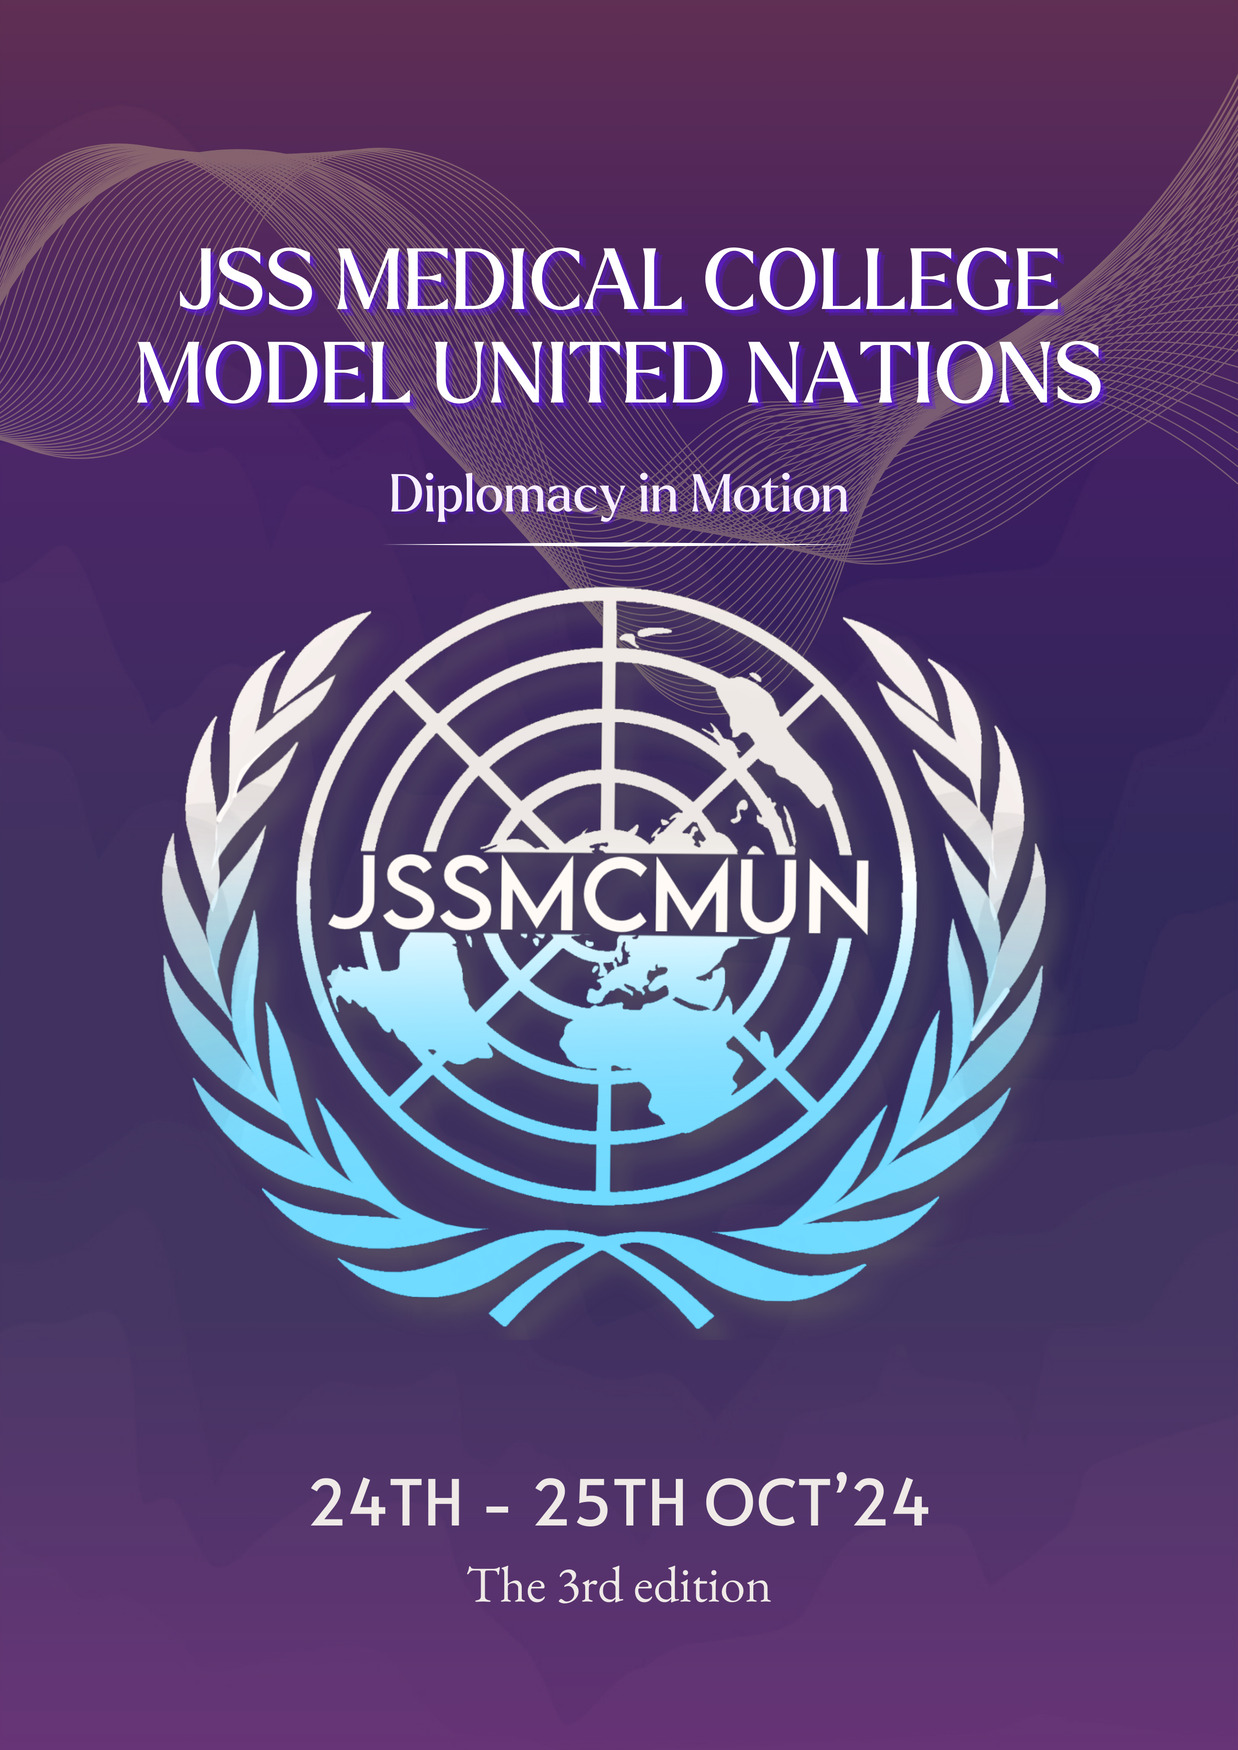 JSS MEDICAL COLLEGE
MODEL UNITED NATIONS
Diplomacy in Motion
JSSMCMUN
24TH - 25TH OCT’24
The 3rd edition